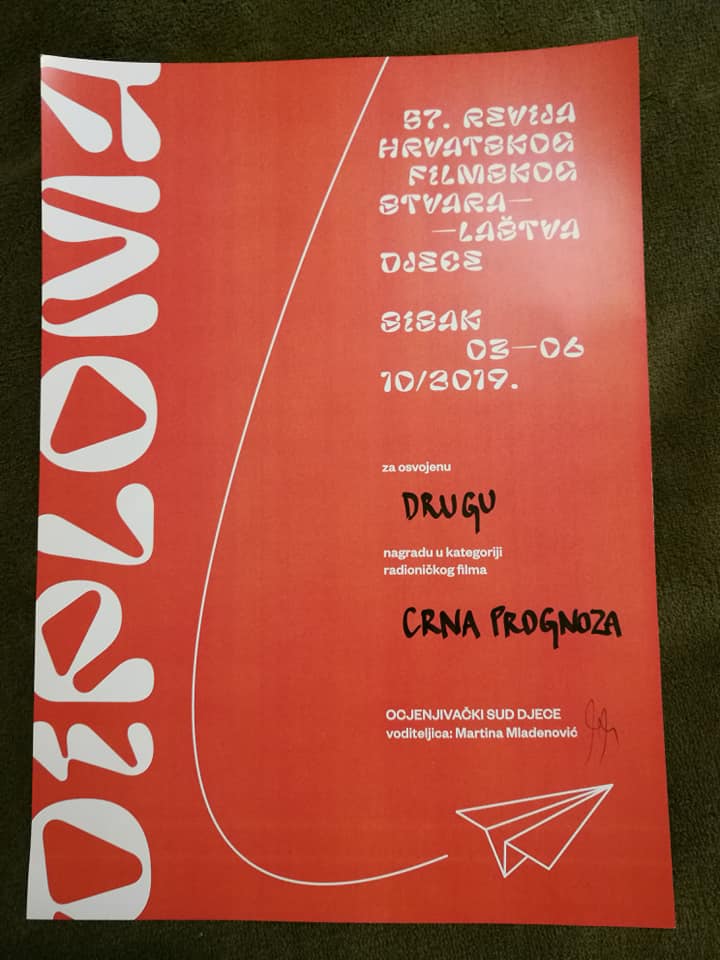 DIPLOMA
57. REVIJA
HRVATSKOG
FILMSKOG
STVARA—
—LAŠTVA
DJECE
SISAK
03—06
10/2019.
za osvojenu
DRUGU
nagradu u kategoriji
radioničkog filma
CRNA PROGNOZA
OCJENJIVAČKI SUD DJECE
voditeljica: Martina Mladenović